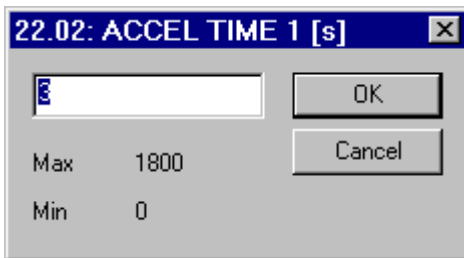 22.02: ACCEL TIME 1 [s]
3
OK
Max 1800
Cancel
Min 0